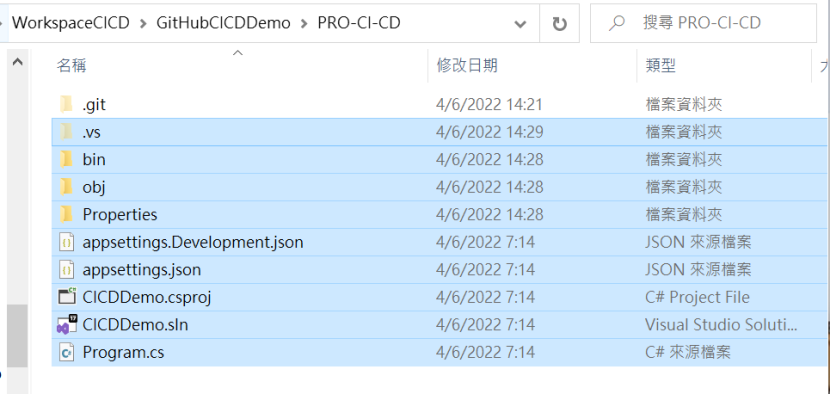 WorkspaceCICD > GitHubCICDDemo > PRO-CI-CD 搜尋 PRO-CI-CD
名稱 修改日期 類型
.git 4/6/2022 14:21 檔案資料夾
.vs 4/6/2022 14:29 檔案資料夾
bin 4/6/2022 14:28 檔案資料夾
obj 4/6/2022 14:28 檔案資料夾
Properties 4/6/2022 14:28 檔案資料夾
appsettings.Development.json 4/6/2022 7:14 JSON 來源檔案
appsettings.json 4/6/2022 7:14 JSON 來源檔案
CICDDemo.csproj 4/6/2022 7:14 C# Project File
CICDDemo.sln 4/6/2022 7:14 Visual Studio Soluti...
Program.cs 4/6/2022 7:14 C# 來源檔案